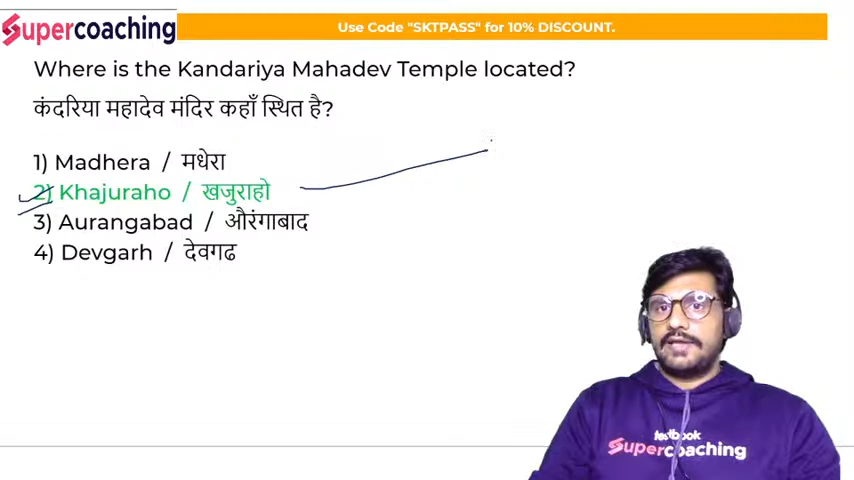 Supercoaching
Use Code "SKTPASS" for 10% DISCOUNT.
Where is the Kandariya Mahadev Temple located?
कंदरिया महादेव मंदिर कहाँ स्थित है?
1) Madhera / मधेरा
2) Khajuraho / खजुराहो
3) Aurangabad / औरंगाबाद
4) Devgarh / देवगढ
testbook
Supercoaching